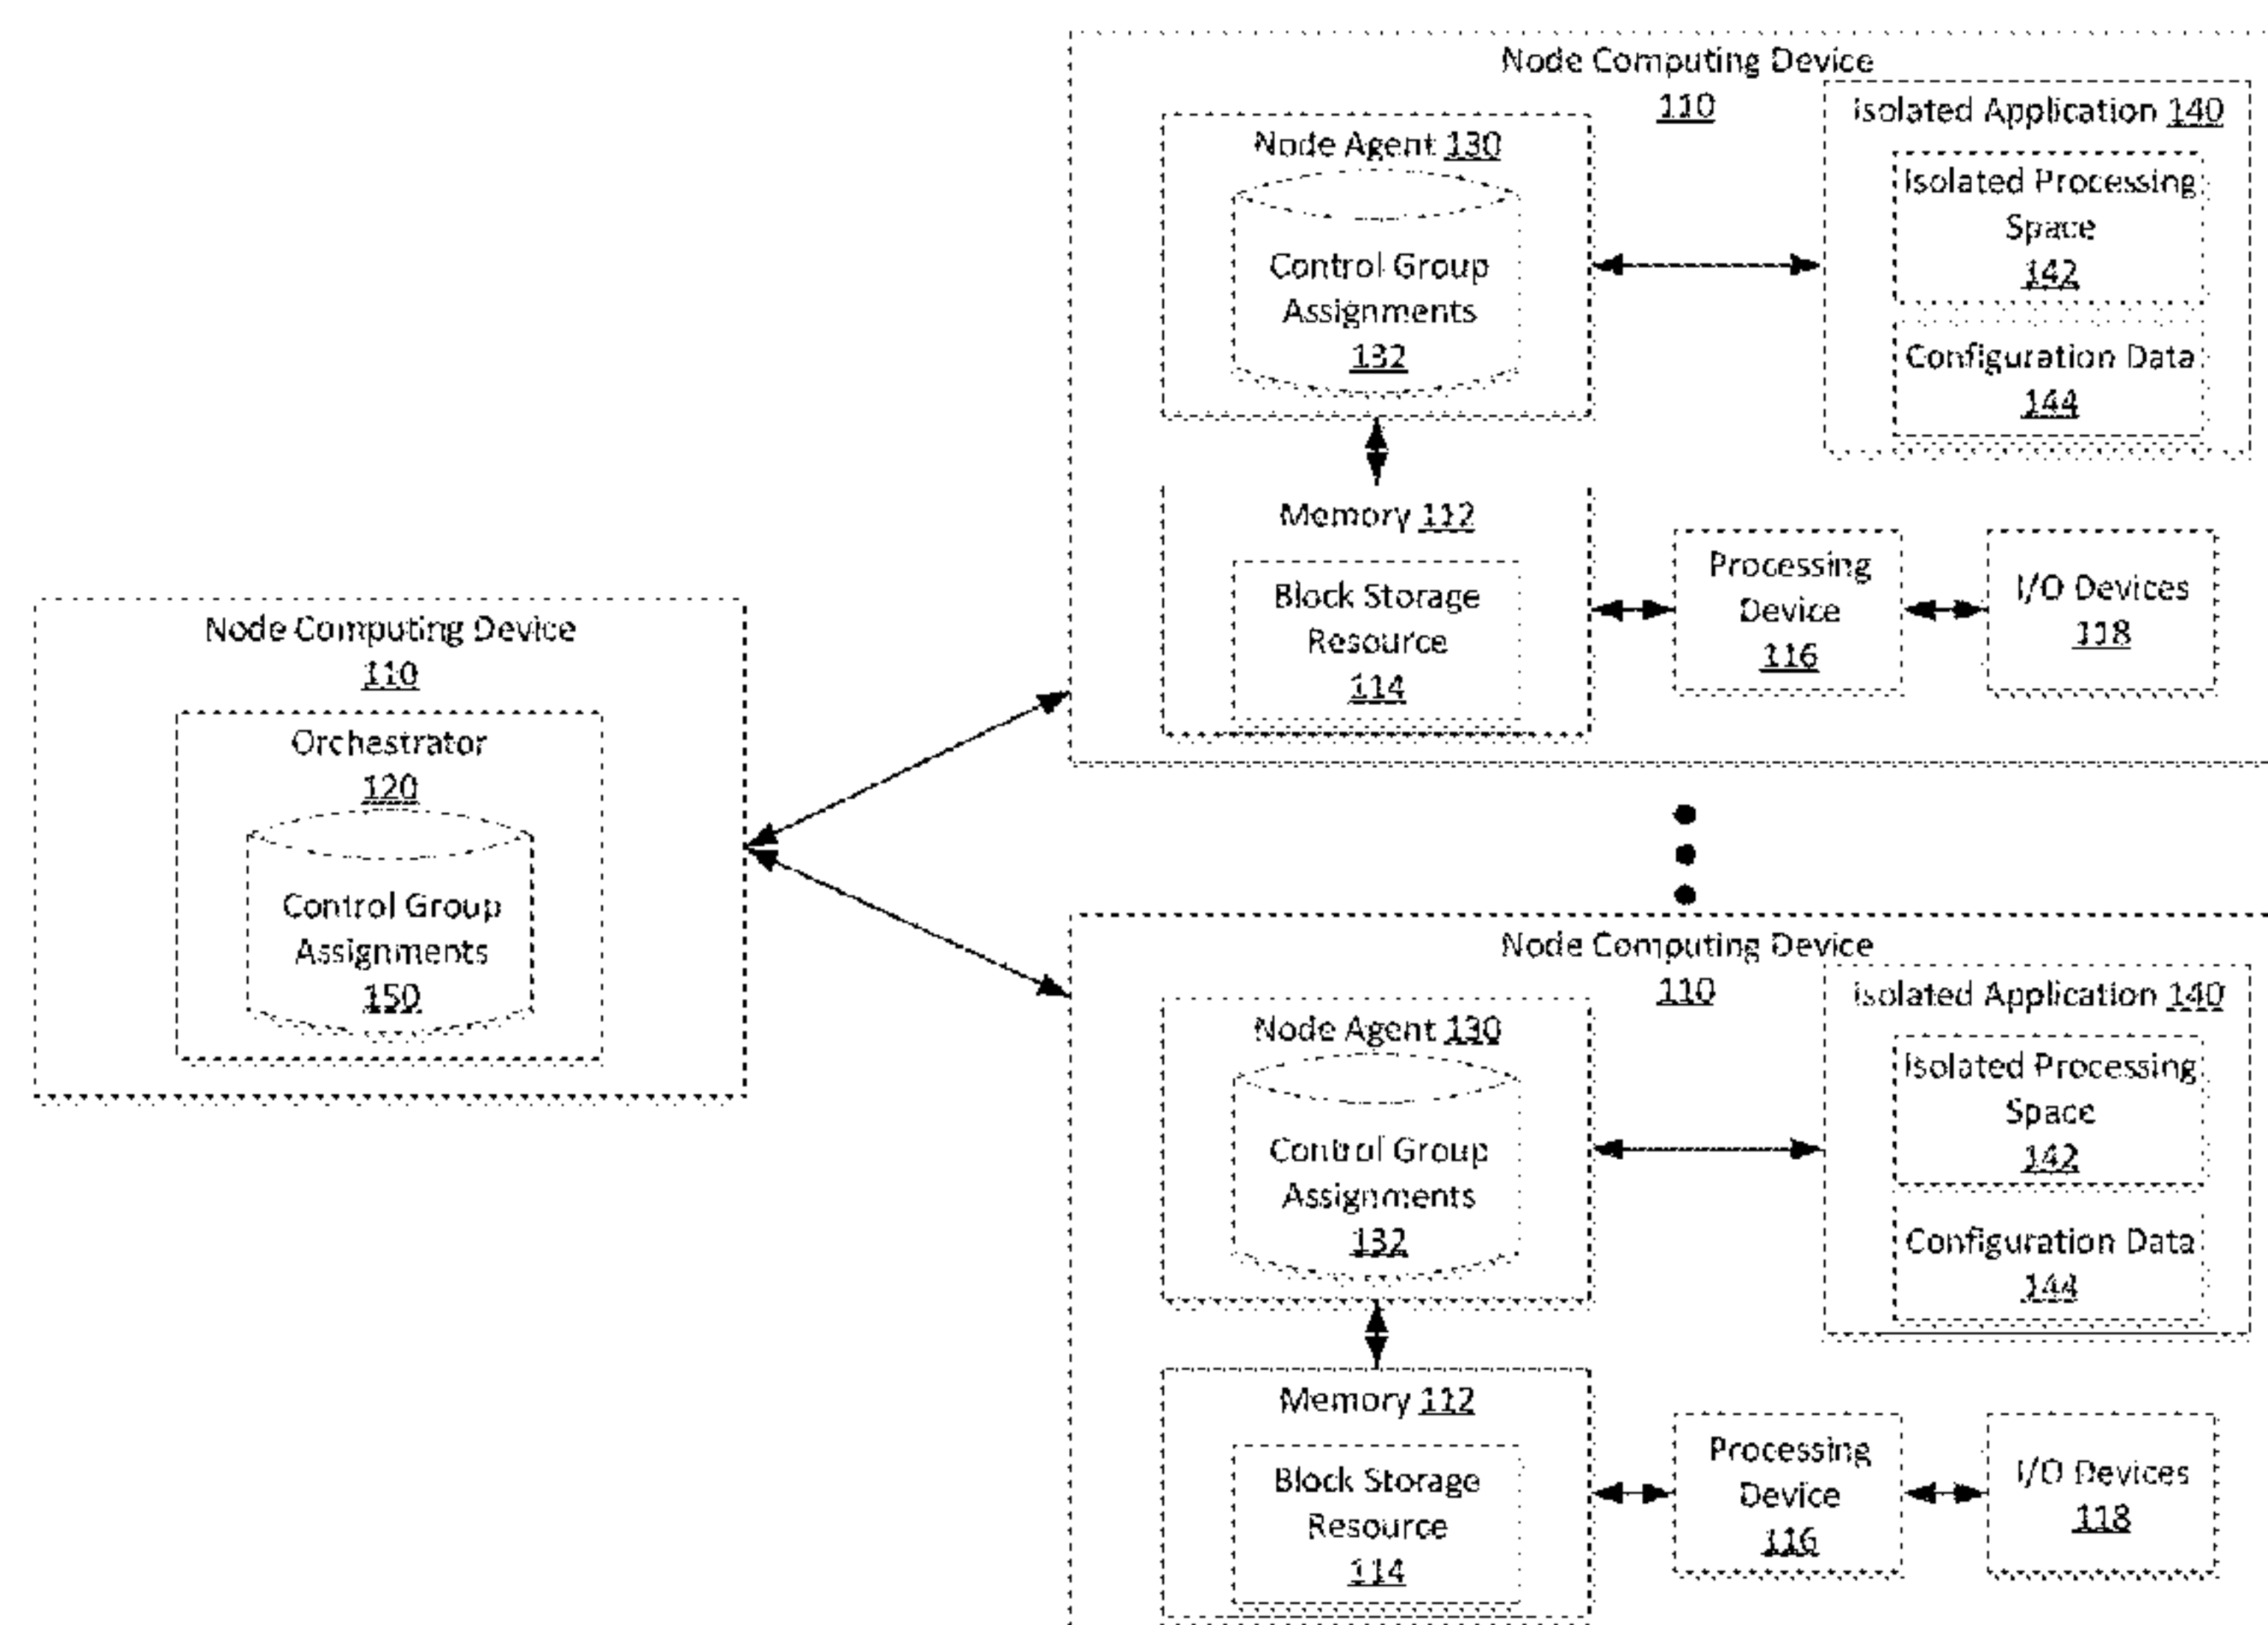 Node Computing Device
110
Orchestrator
120
Control Group
Assignments
150
Node Computing Device
110
Node Agent 130
Control Group
Assignments
132
Isolated Application 140
Isolated Processing
Space
142
Configuration Data
144
Memory 112
Block Storage
Resource
114
Processing
Device
116
I/O Devices
118
Node Computing Device
110
Node Agent 130
Control Group
Assignments
132
Isolated Application 140
Isolated Processing
Space
142
Configuration Data
144
Memory 112
Block Storage
Resource
114
Processing
Device
116
I/O Devices
118